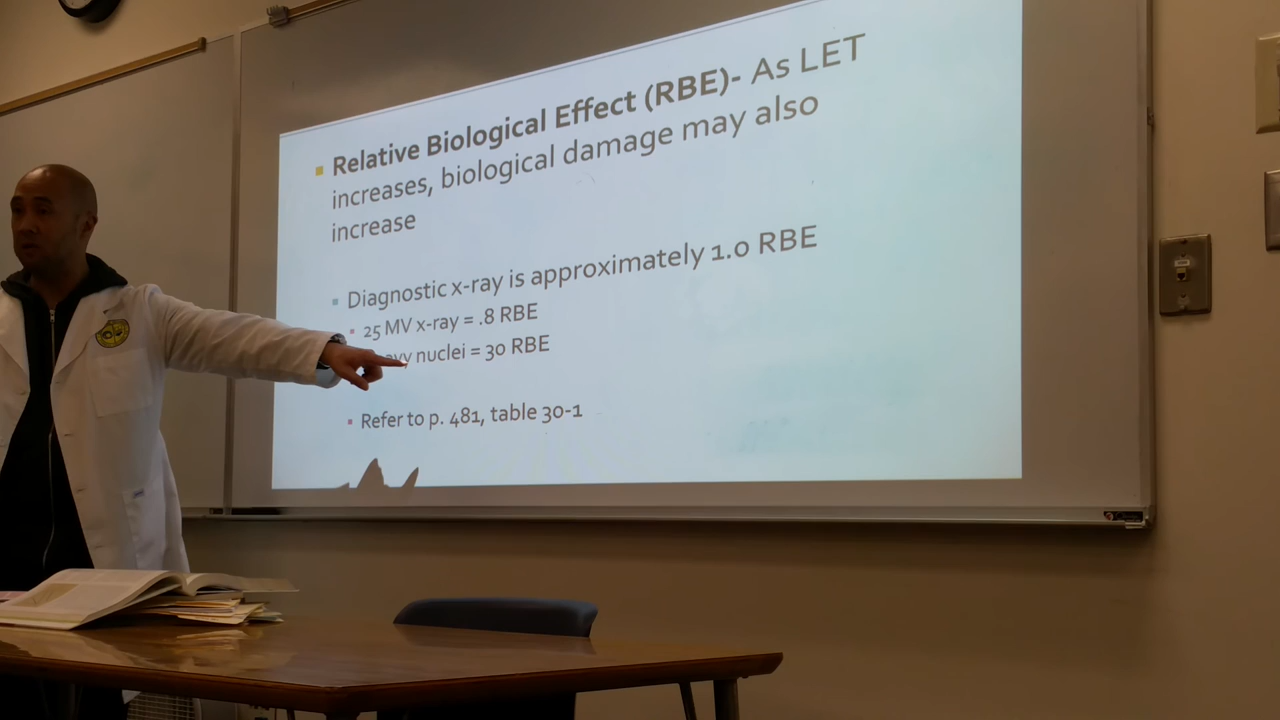 Relative Biological Effect (RBE)- As LET
increases, biological damage may also
increase
Diagnostic x-ray is approximately 1.0 RBE
25 MV x-ray = .8 RBE
nuclei = 30 RBE
Refer to p. 481, table 30-1